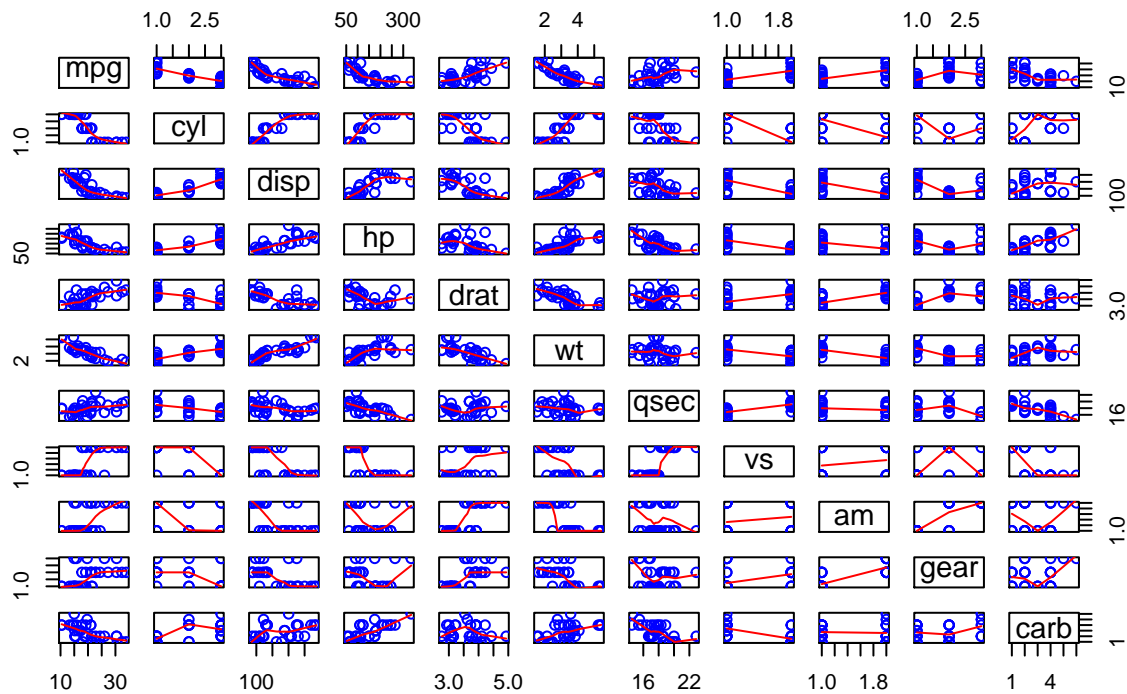 1.0 2.5 50 300 2 4 1.0 1.8 1.0 2.5
mpg 10
1.0 cyl
disp 100
50 hp
drat 3.0
2 wt
qsec 16
1.0 vs
am 1.0
1.0 gear
carb 1
10 30 100 3.0 5.0 16 22 1.0 1.8 1 4